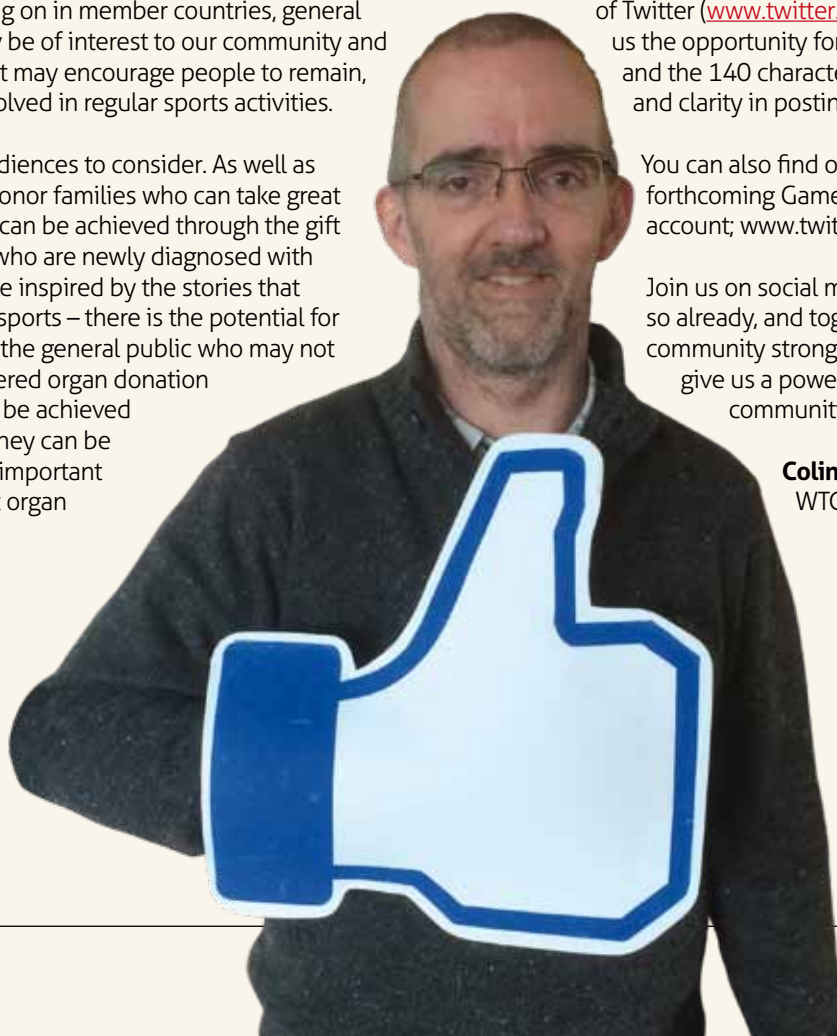 ng on in member countries, general
y be of interest to our community and
t may encourage people to remain,
olved in regular sports activities.
diences to consider. As well as
onor families who can take great
can be achieved through the gift
who are newly diagnosed with
e inspired by the stories that
sports – there is the potential for
the general public who may not
ered organ donation
be achieved
hey can be
important
t organ
of Twitter (www.twitter.
us the opportunity for
and the 140 characte
and clarity in postin
You can also find o
forthcoming Game
account; www.twit
Join us on social m
so already, and tog
community strong
give us a powe
community
Colin
WTG